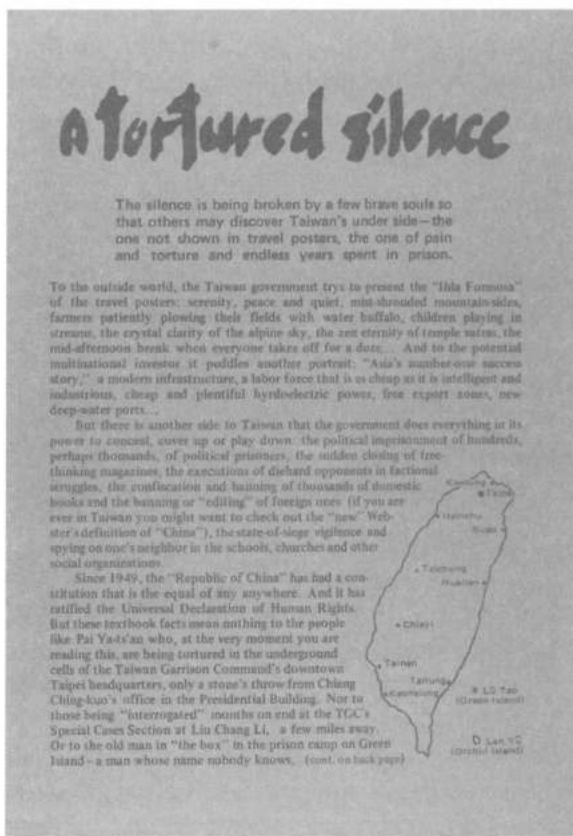 a tortured silence
The silence is being broken by a few brave souls so
that others may discover Taiwan's under side—the
one not shown in travel posters, the one of pain
and torture and endless years spent in prison.
To the outside world, the Taiwan government trys to present the "Ihla Formosa"
of the travel posters: serenity, peace and quiet, mist-shrouded mountain-sides,
farmers patiently plowing their fields with water buffalo, children playing in
streams, the crystal clarity of the alpine sky, the zen eternity of temple the
mid-afternoon break when everyone takes off for a doze... And to the potential
multinational investor it peddles another portrait: "Asia's number-one success
story," a modern infrastructure, a labor force that is as cheap as it is intelligent and
industrious, cheap and plentiful hyrdoelectric power, free export zones, new
deep-water ports...
But there is another side to Taiwan that the government does everything in its
power to conceal, cover up or play down: the political imprisonment of hundreds,
perhaps thousands, of political prisoners, the sudden closing of free-
thinking magazines, the executions of diehard opponents in factional
struggles, the confiscation and banning of thousands of domestic
books and the banning or "editing" of foreign ones (if you are
ever in Taiwan you might want to check out the "new" Web-
ster's definition of "China"), the state-of-siege vigilence and
spying on one's neighbor in the schools, churches and other
social organizations.
Since 1949, the "Republic of China" has had a con-
stitution that is the equal of any anywhere. And it has
ratified the Universal Declaration of Human Rights.
But these textbook facts mean nothing to the people
like Pai Ya-ts'an who, at the very moment you are
reading this, are being tortured in the underground
cells of the Taiwan Garrison Command's downtown
Taipei headquarters, only a stone's throw from Chiang
Ching-kuo's office in the Presidential Building. Nor to
those being "interrogated" months on end at the TGC's
Special Cases Section at Liu Chang Li, a few miles away.
Or to the old man in "the box" in the prison camp on Green
Island—a man whose name nobody knows. (cont. on back page)
Keelung
Taipei
Hsinchu
Suao
Taichung
Hualien
Chiayi
Tainan
Taitung
Kaohsiung
Lü Tao
(Green Island)
Lan Yü
(Orchid Island)